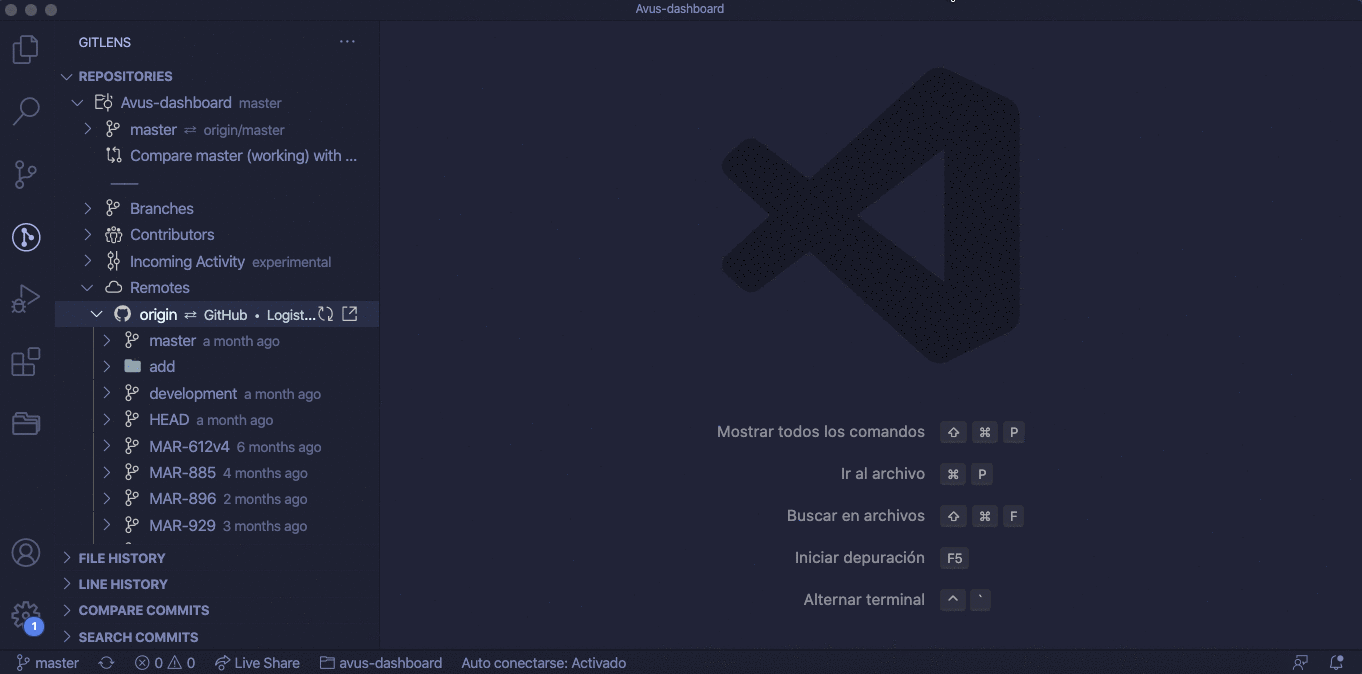 Avus-dashboard
GITLENS
REPOSITORIES
Avus-dashboard master
master ⇄ origin/master
Compare master (working) with ...
Branches
Contributors
Incoming Activity experimental
Remotes
origin ⇄ GitHub • Logist...
master a month ago
add
development a month ago
HEAD a month ago
MAR-612v4 6 months ago
MAR-885 4 months ago
MAR-896 2 months ago
MAR-929 3 months ago
FILE HISTORY
LINE HISTORY
COMPARE COMMITS
SEARCH COMMITS
1
Mostrar todos los comandos ⇧ ⌘ P
Ir al archivo ⌘ P
Buscar en archivos ⇧ ⌘ F
Iniciar depuración F5
Alternar terminal ^ `
master 0 0 Live Share avus-dashboard Auto conectarse: Activado